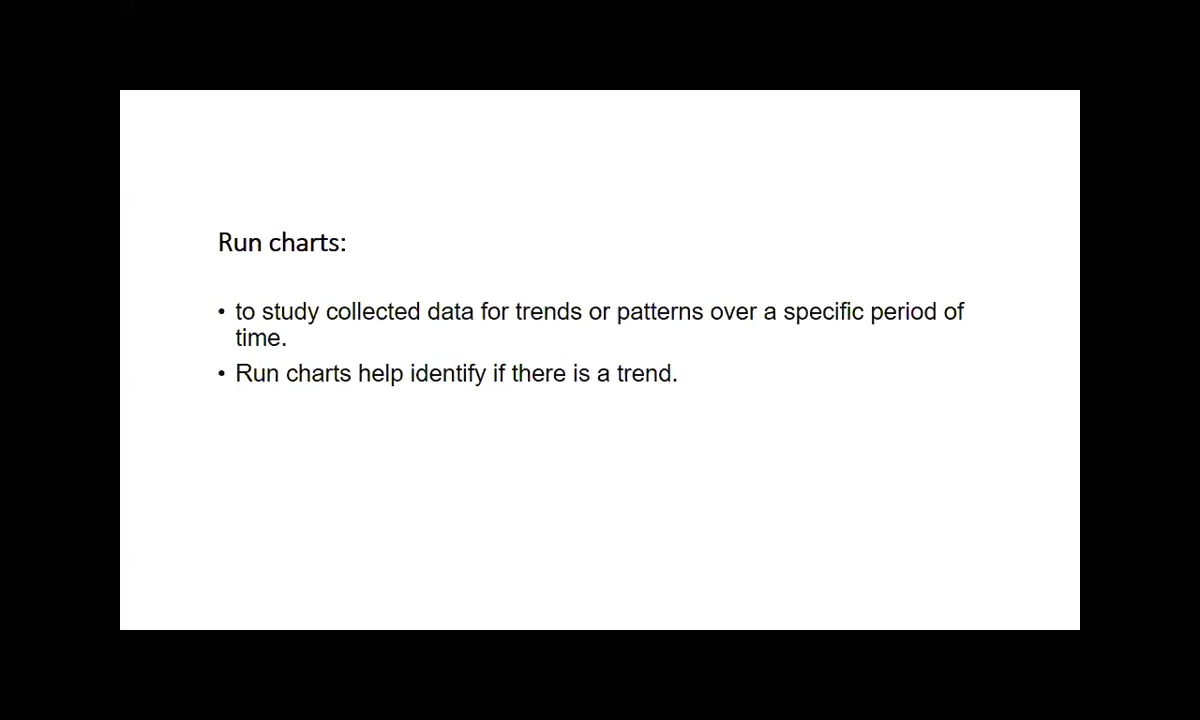 Run charts:
• to study collected data for trends or patterns over a specific period of
time.
• Run charts help identify if there is a trend.